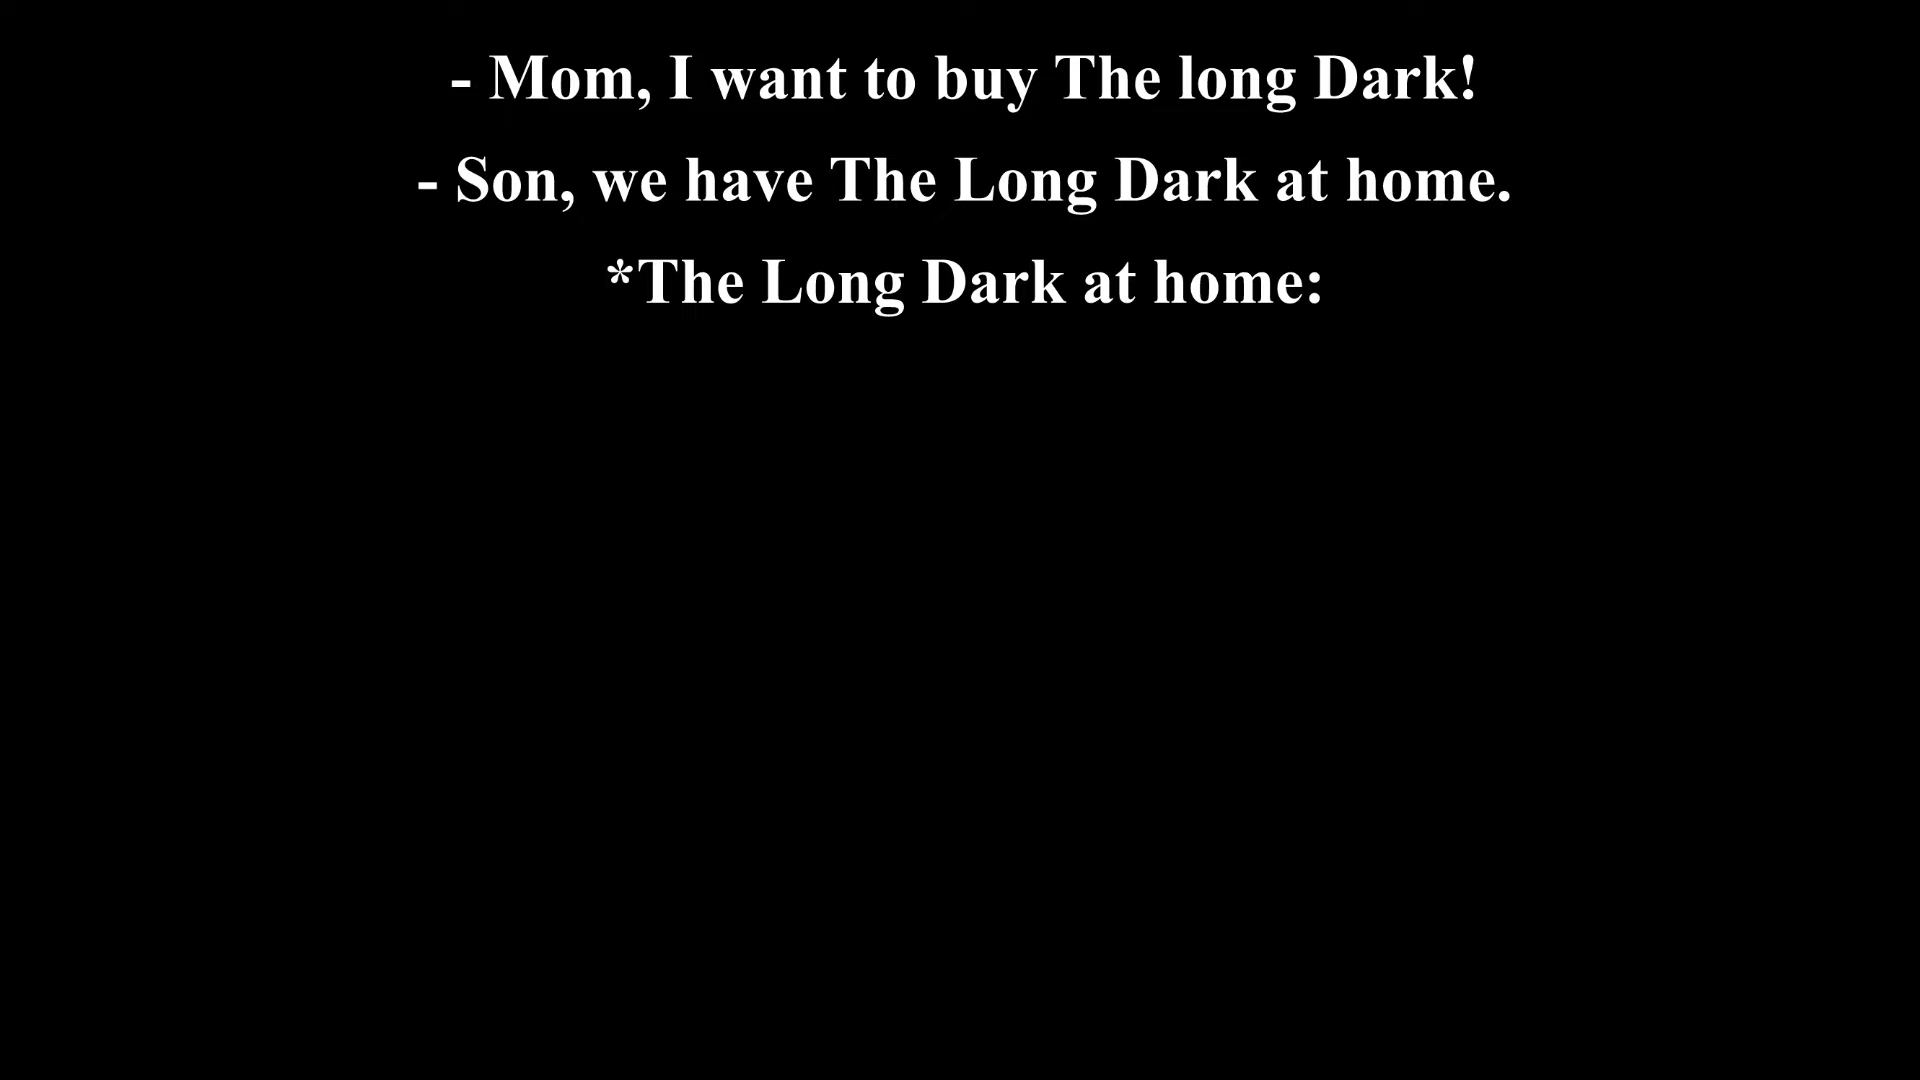 - Mom, I want to buy The long Dark!
- Son, we have The Long Dark at home.
*The Long Dark at home: